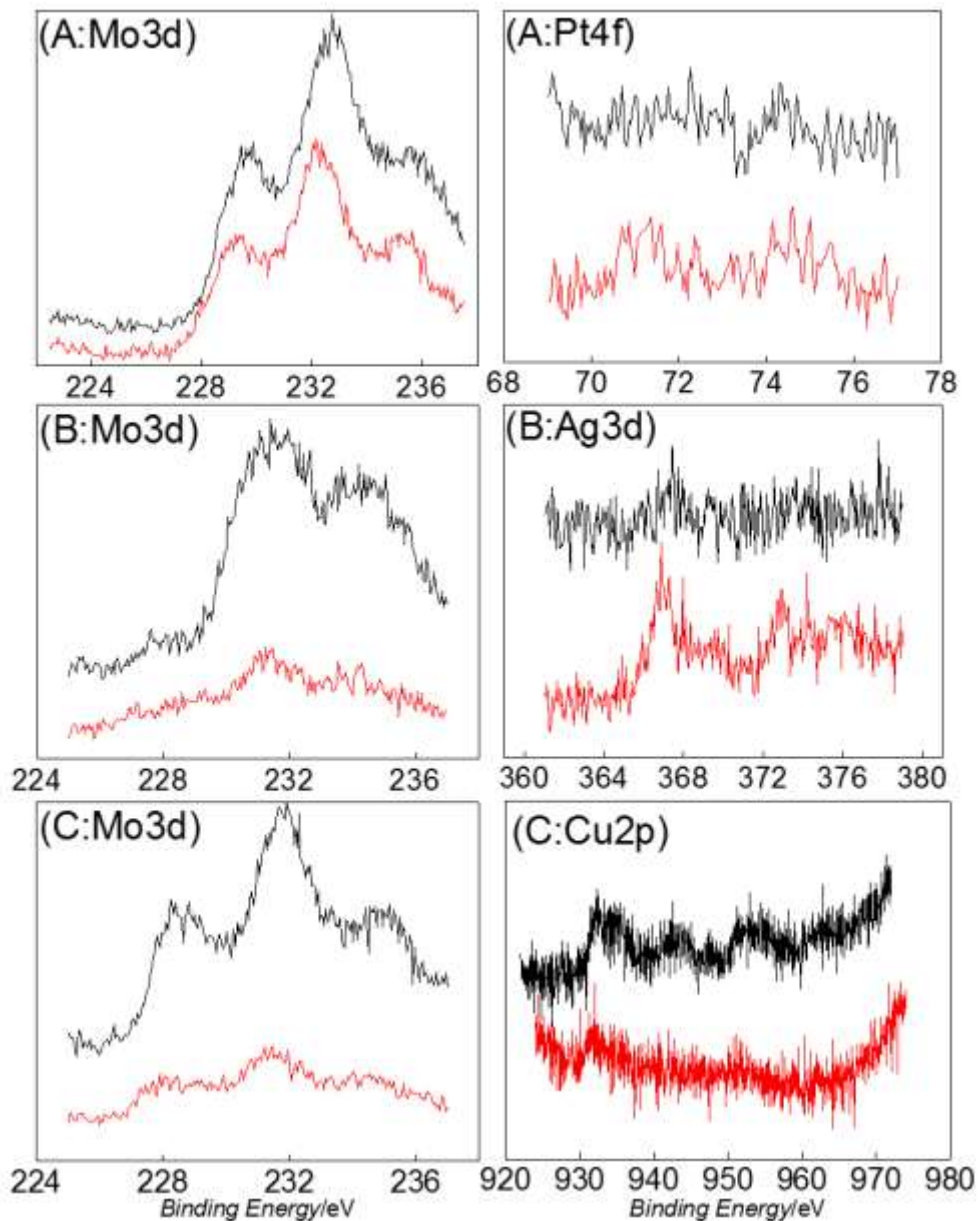 (A:Mo3d)
(A:Pt4f)
224 228 232 236
68 70 72 74 76 78
(B:Mo3d)
(B:Ag3d)
224 228 232 236
360 364 368 372 376 380
(C:Mo3d)
(C:Cu2p)
224 228 232 236
920 930 940 950 960 970 980
Binding Energy/eV
Binding Energy/eV